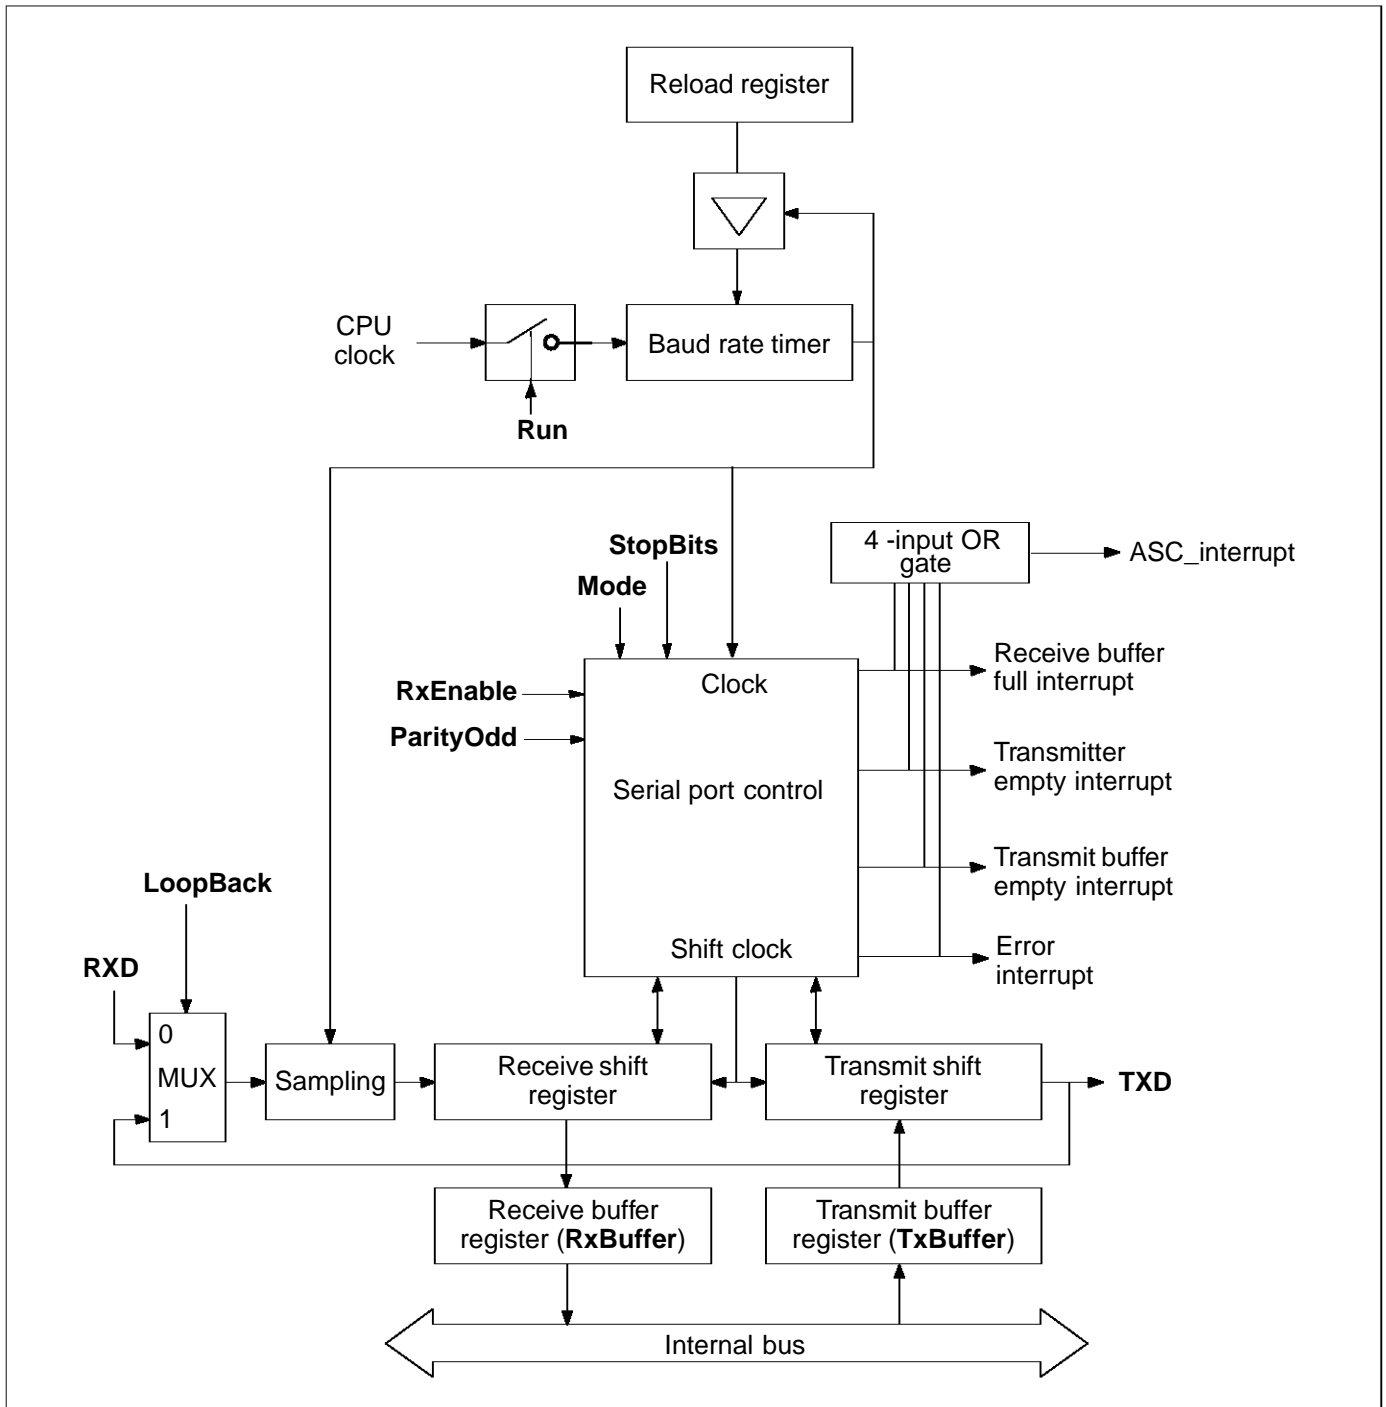 Reload register
CPU
clock
Baud rate timer
Run
StopBits
Mode
4 -input OR
gate
ASC_interrupt
RxEnable
ParityOdd
Clock
Serial port control
Shift clock
Receive buffer
full interrupt
Transmitter
empty interrupt
Transmit buffer
empty interrupt
Error
interrupt
LoopBack
RXD
0
MUX
1
Sampling
Receive shift
register
Transmit shift
register
TXD
Receive buffer
register (RxBuffer)
Transmit buffer
register (TxBuffer)
Internal bus